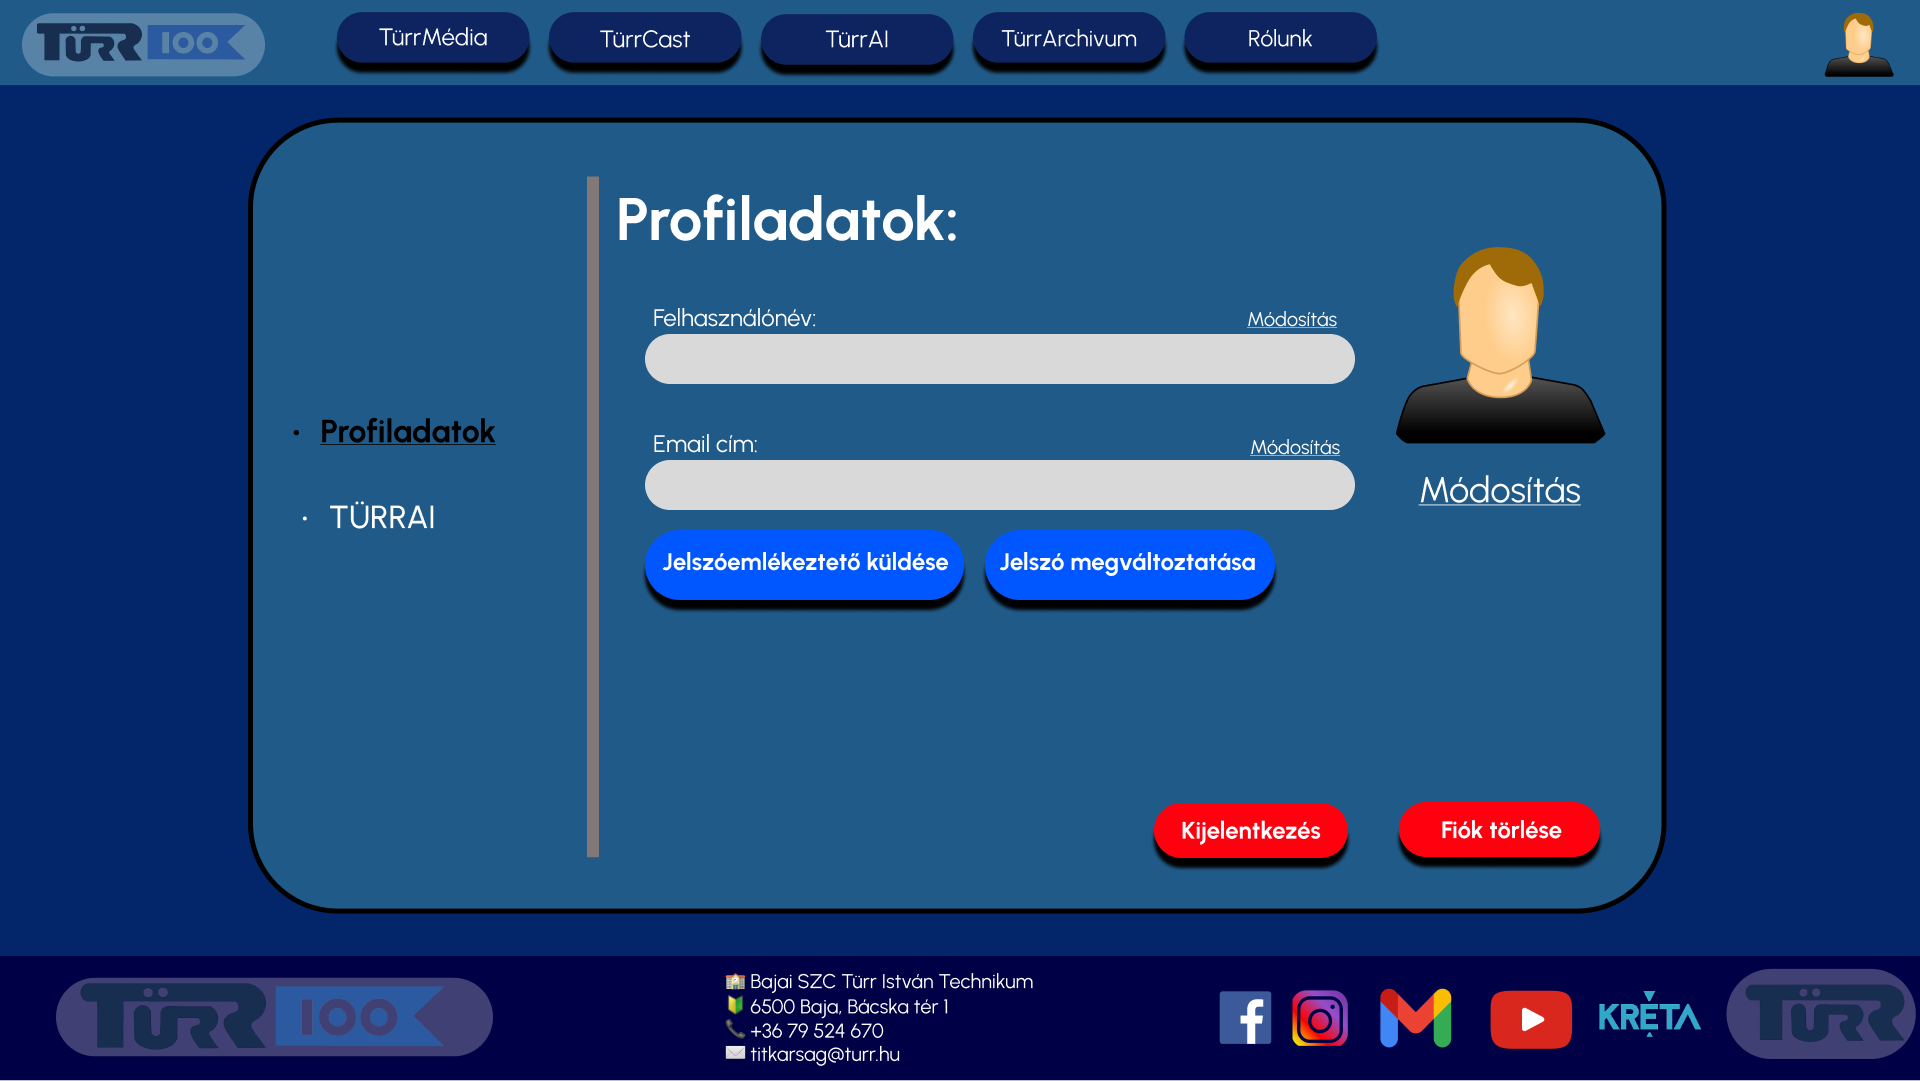 TÜRR 100
TürrMédia
TürrCast
TürrAI
TürrArchivum
Rólunk
Profiladatok:
Felhasználónév:
Módosítás
Profiladatok
Email cím:
Módosítás
Módosítás
TÜRRAI
Jelszóemlékeztető küldése
Jelszó megváltoztatása
Kijelentkezés
Fiók törlése
TÜRR 100
Bajai SZC Türr István Technikum
6500 Baja, Bácska tér 1
+36 79 524 670
titkarsag@turr.hu
KRÉTA
TÜRR